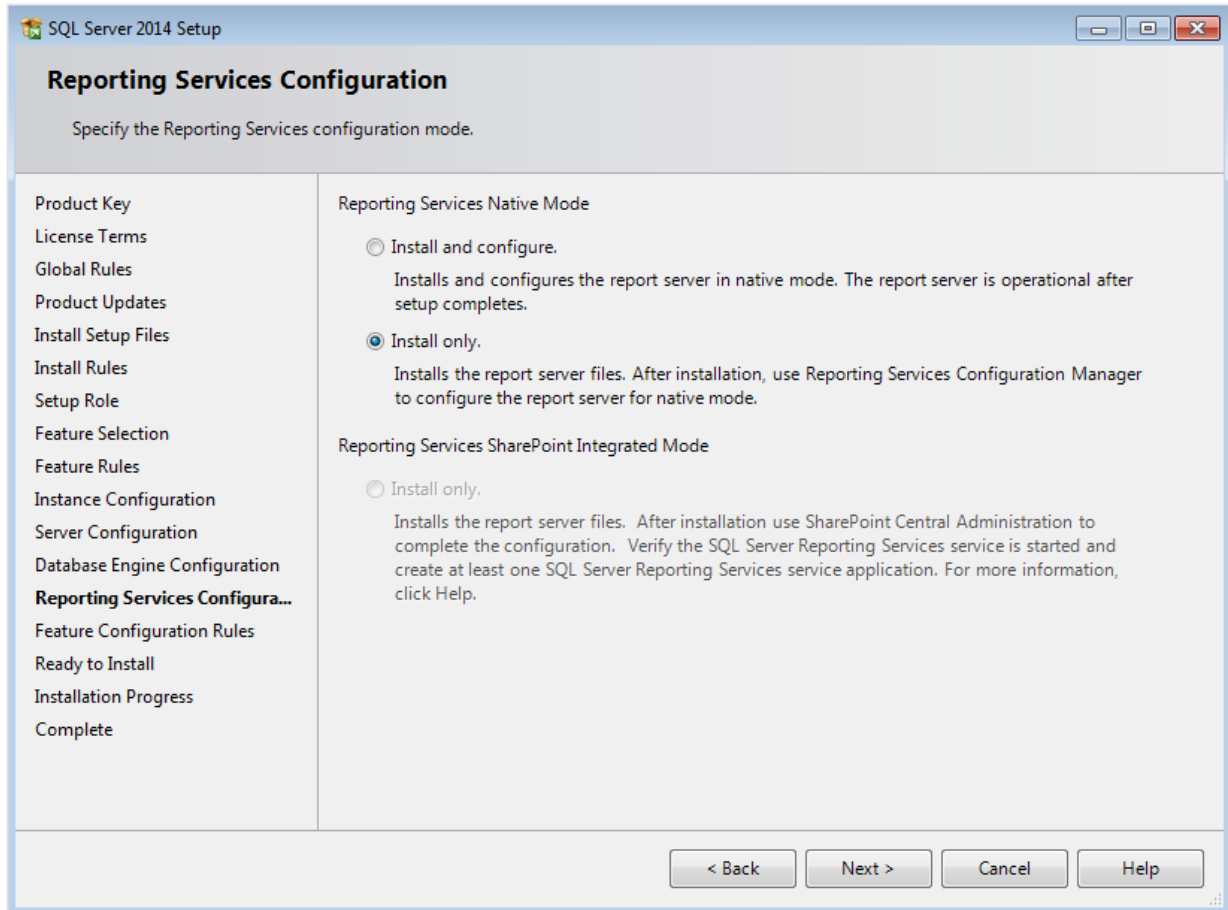 SQL Server 2014 Setup
Reporting Services Configuration
Specify the Reporting Services configuration mode.
Product Key
License Terms
Global Rules
Product Updates
Install Setup Files
Install Rules
Setup Role
Feature Selection
Feature Rules
Instance Configuration
Server Configuration
Database Engine Configuration
Reporting Services Configura...
Feature Configuration Rules
Ready to Install
Installation Progress
Complete
Reporting Services Native Mode
Install and configure.
Installs and configures the report server in native mode. The report server is operational after
setup completes.
Install only.
Installs the report server files. After installation, use Reporting Services Configuration Manager
to configure the report server for native mode.
Reporting Services SharePoint Integrated Mode
Install only.
Installs the report server files. After installation use SharePoint Central Administration to
complete the configuration. Verify the SQL Server Reporting Services service is started and
create at least one SQL Server Reporting Services service application. For more information,
click Help.
< Back
Next >
Cancel
Help